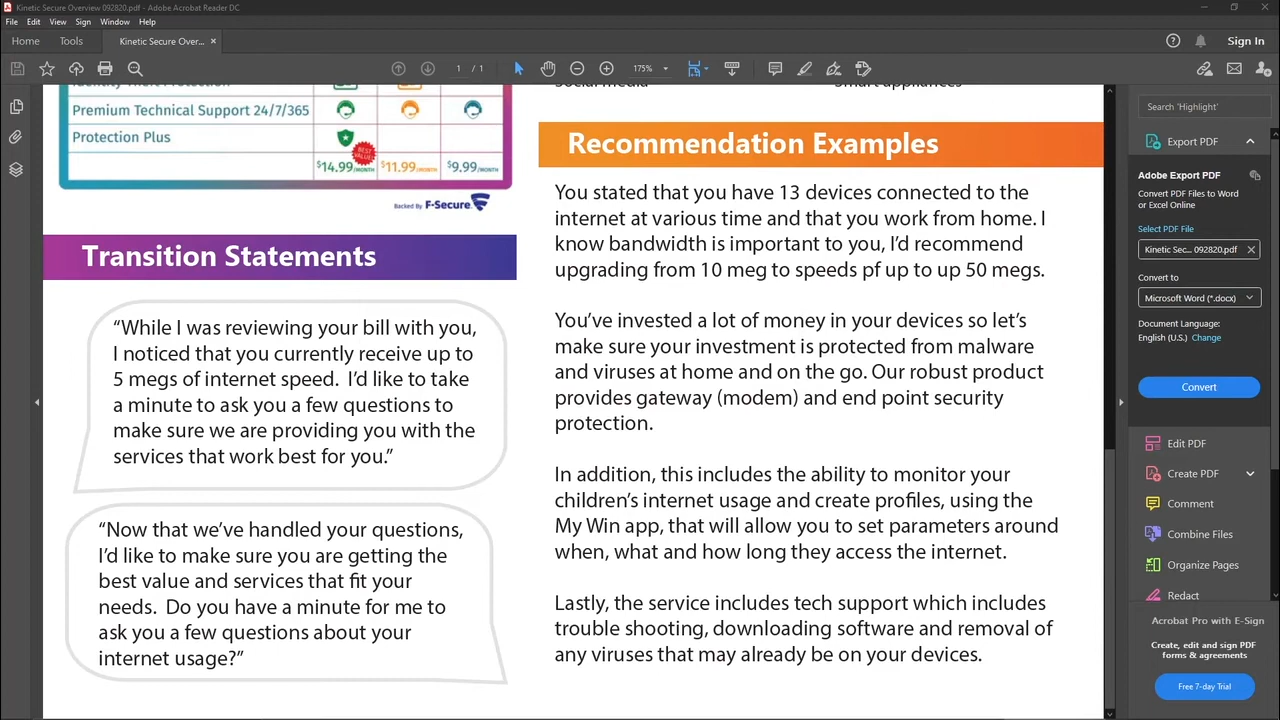 Kinetic Secure Overview 092820.pdf - Adobe Acrobat Reader DC
File Edit View Sign Window Help
Home Tools Kinetic Secure Over... × Sign In
1 / 1 175%
Premium Technical Support 24/7/365
Protection Plus
BEST VALUE
$14.99/MONTH $11.99/MONTH $9.99/MONTH
Backed By F-Secure
Transition Statements
“While I was reviewing your bill with you,
I noticed that you currently receive up to
5 megs of internet speed. I’d like to take
a minute to ask you a few questions to
make sure we are providing you with the
services that work best for you.”
“Now that we’ve handled your questions,
I’d like to make sure you are getting the
best value and services that fit your
needs. Do you have a minute for me to
ask you a few questions about your
internet usage?”
Social media Smart appliances
Recommendation Examples
You stated that you have 13 devices connected to the
internet at various time and that you work from home. I
know bandwidth is important to you, I’d recommend
upgrading from 10 meg to speeds pf up to up 50 megs.
You’ve invested a lot of money in your devices so let’s
make sure your investment is protected from malware
and viruses at home and on the go. Our robust product
provides gateway (modem) and end point security
protection.
In addition, this includes the ability to monitor your
children’s internet usage and create profiles, using the
My Win app, that will allow you to set parameters around
when, what and how long they access the internet.
Lastly, the service includes tech support which includes
trouble shooting, downloading software and removal of
any viruses that may already be on your devices.
Search 'Highlight'
Export PDF
Adobe Export PDF
Convert PDF Files to Word
or Excel Online
Select PDF File
Kinetic Sec... 092820.pdf ×
Convert to
Microsoft Word (*.docx)
Document Language:
English (U.S.) Change
Convert
Edit PDF
Create PDF
Comment
Combine Files
Organize Pages
Redact
Acrobat Pro with E-Sign
Create, edit and sign PDF
forms & agreements
Free 7-day Trial